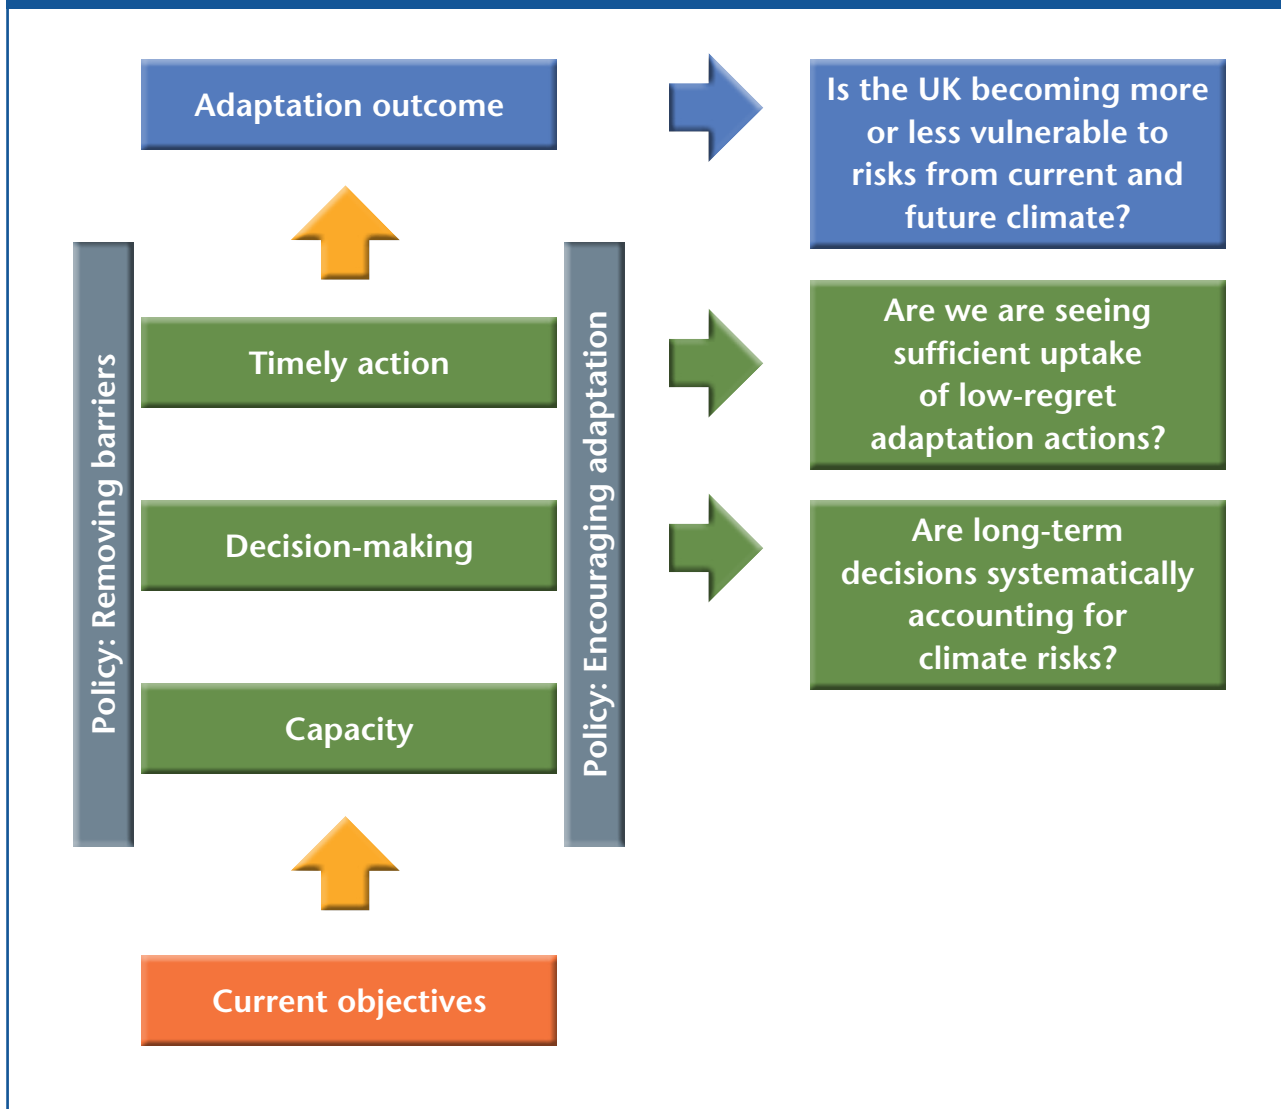 Adaptation outcome
Is the UK becoming more
or less vulnerable to
risks from current and
future climate?
Policy: Removing barriers
Policy: Encouraging adaptation
Timely action
Are we are seeing
sufficient uptake
of low-regret
adaptation actions?
Decision-making
Are long-term
decisions systematically
accounting for
climate risks?
Capacity
Current objectives